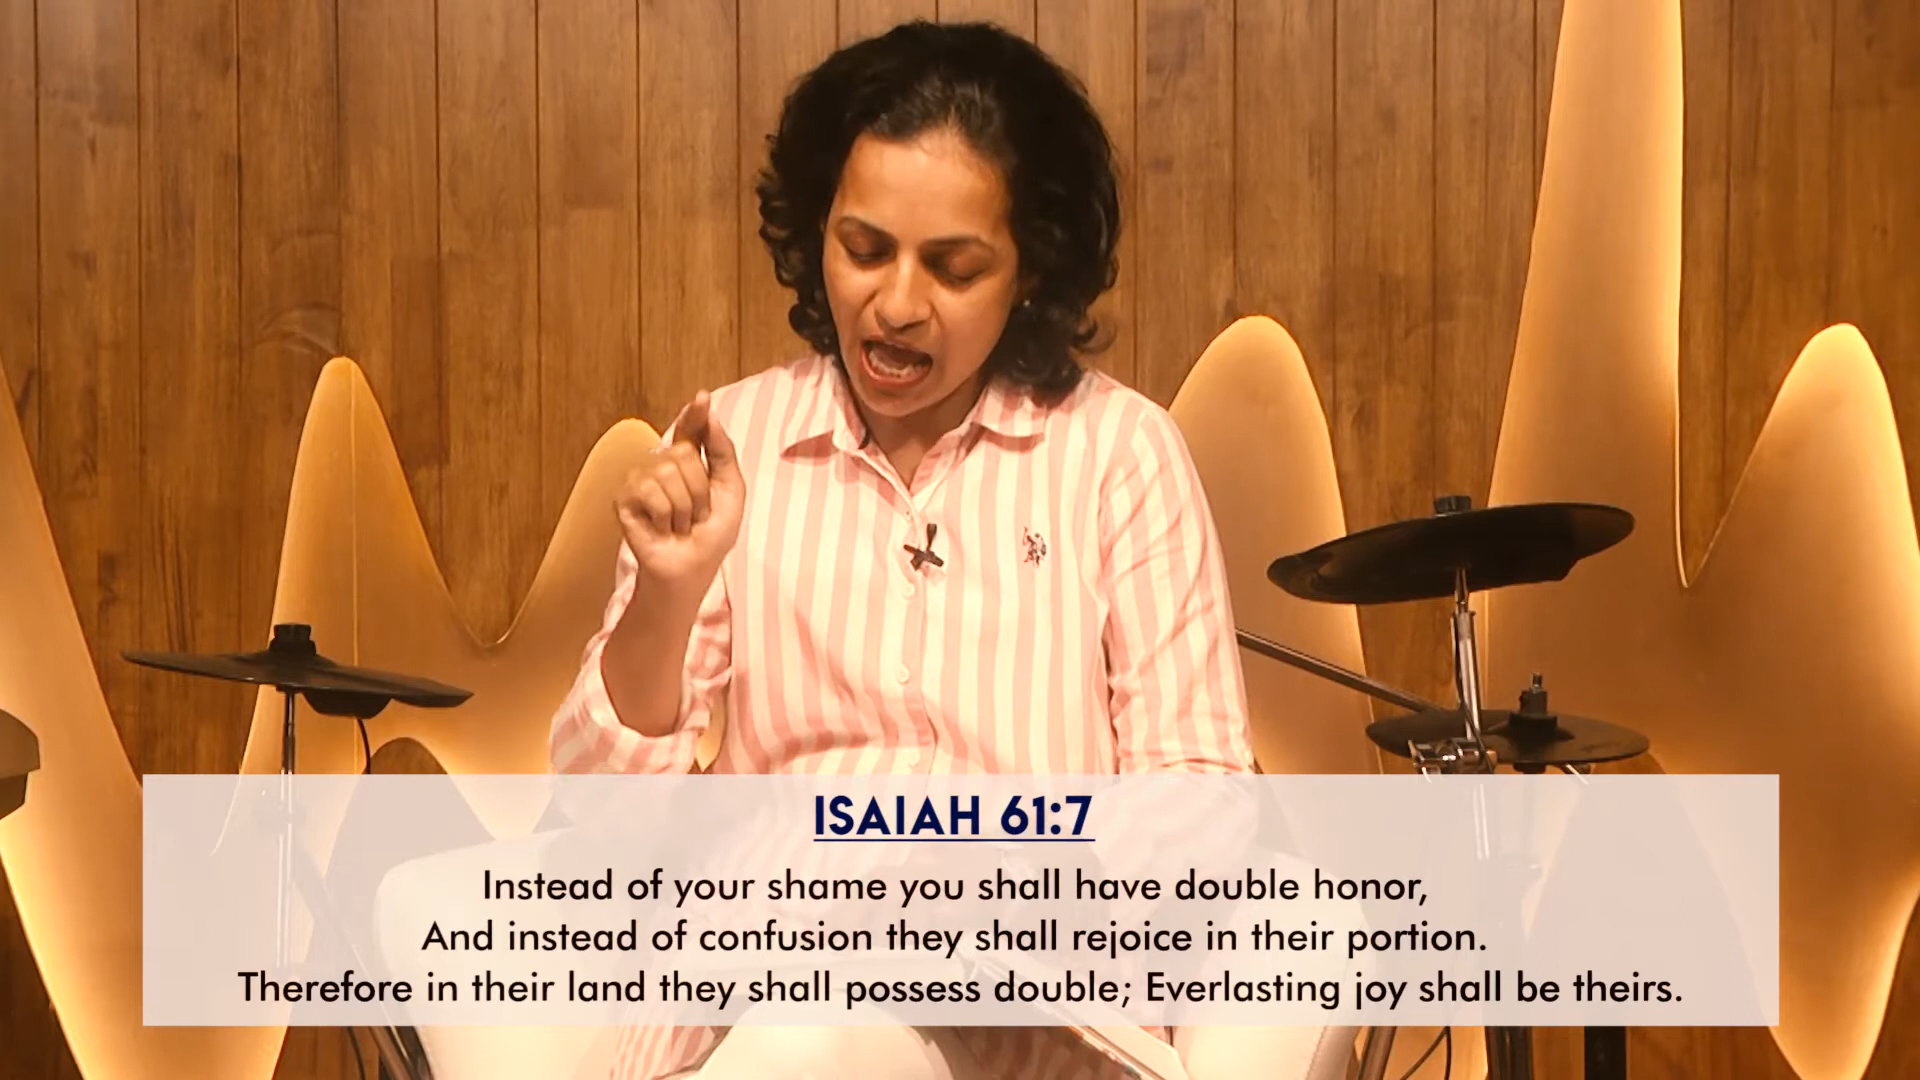 ISAIAH 61:7
Instead of your shame you shall have double honor,
And instead of confusion they shall rejoice in their portion.
Therefore in their land they shall possess double; Everlasting joy shall be theirs.